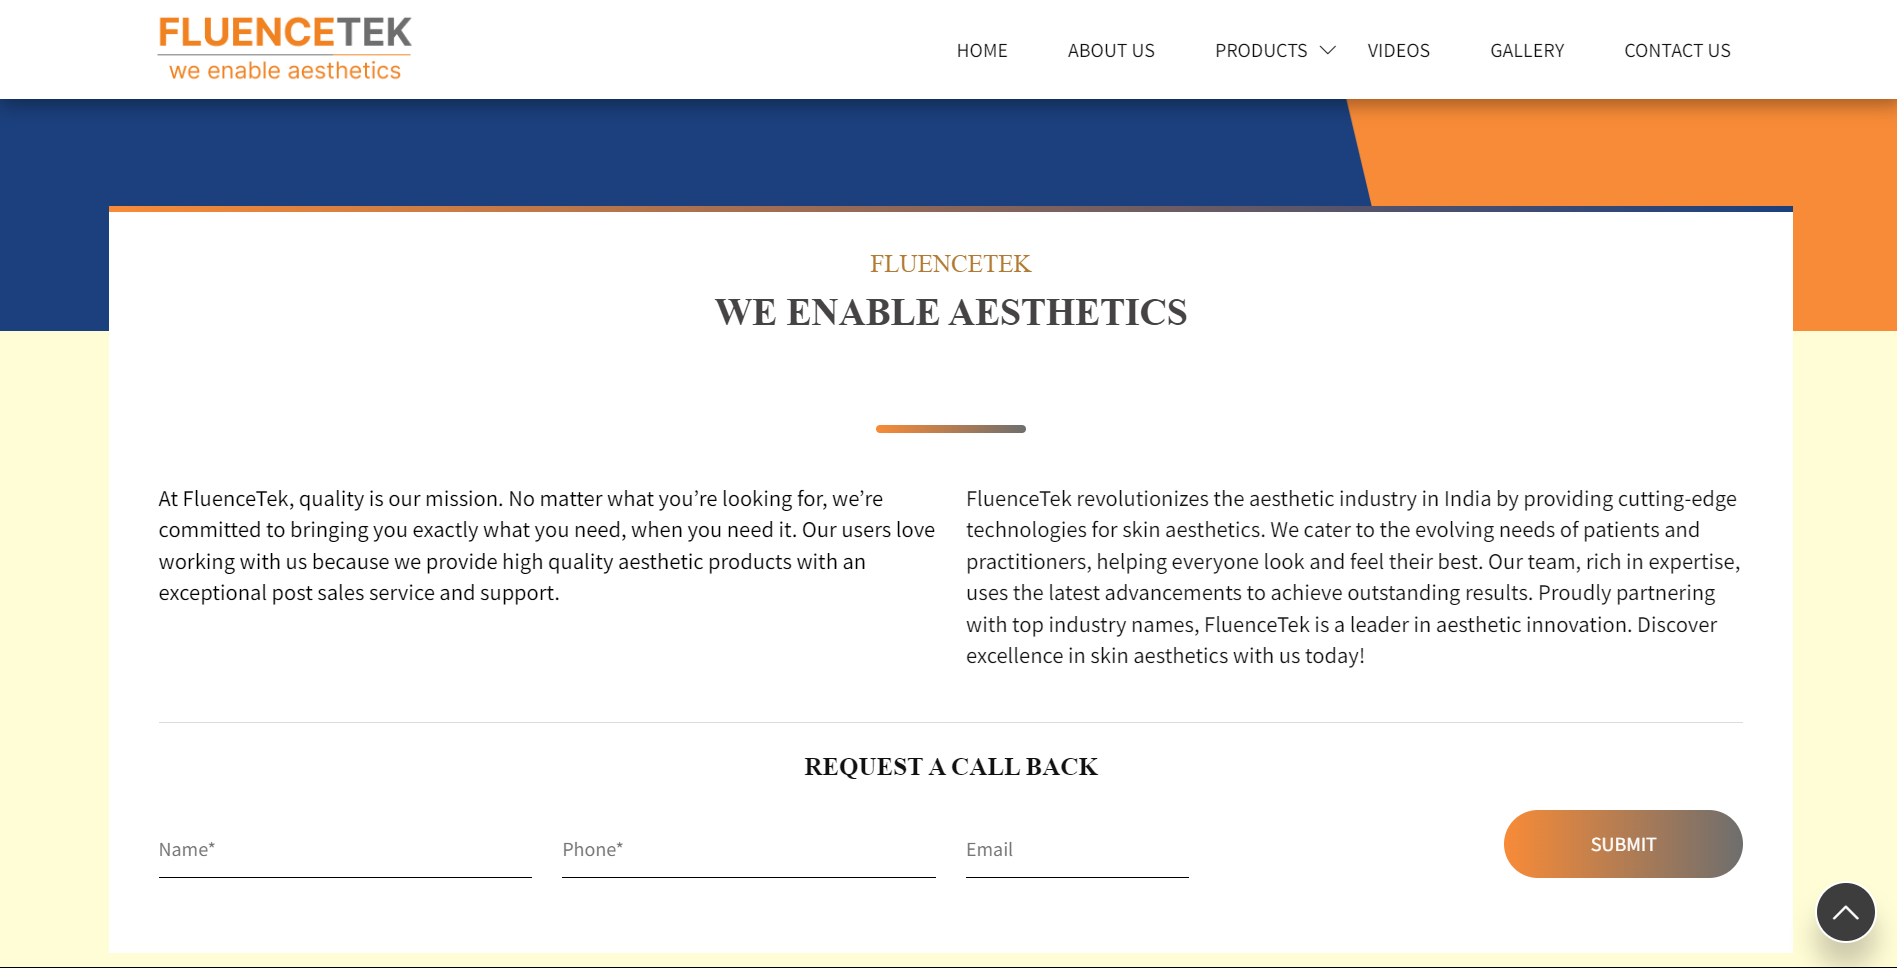 FLUENCETEK
we enable aesthetics
HOME
ABOUT US
PRODUCTS
VIDEOS
GALLERY
CONTACT US
FLUENCETEK
WE ENABLE AESTHETICS
At FluenceTek, quality is our mission. No matter what you’re looking for, we’re
committed to bringing you exactly what you need, when you need it. Our users love
working with us because we provide high quality aesthetic products with an
exceptional post sales service and support.
FluenceTek revolutionizes the aesthetic industry in India by providing cutting-edge
technologies for skin aesthetics. We cater to the evolving needs of patients and
practitioners, helping everyone look and feel their best. Our team, rich in expertise,
uses the latest advancements to achieve outstanding results. Proudly partnering
with top industry names, FluenceTek is a leader in aesthetic innovation. Discover
excellence in skin aesthetics with us today!
REQUEST A CALL BACK
Name*
Phone*
Email
SUBMIT